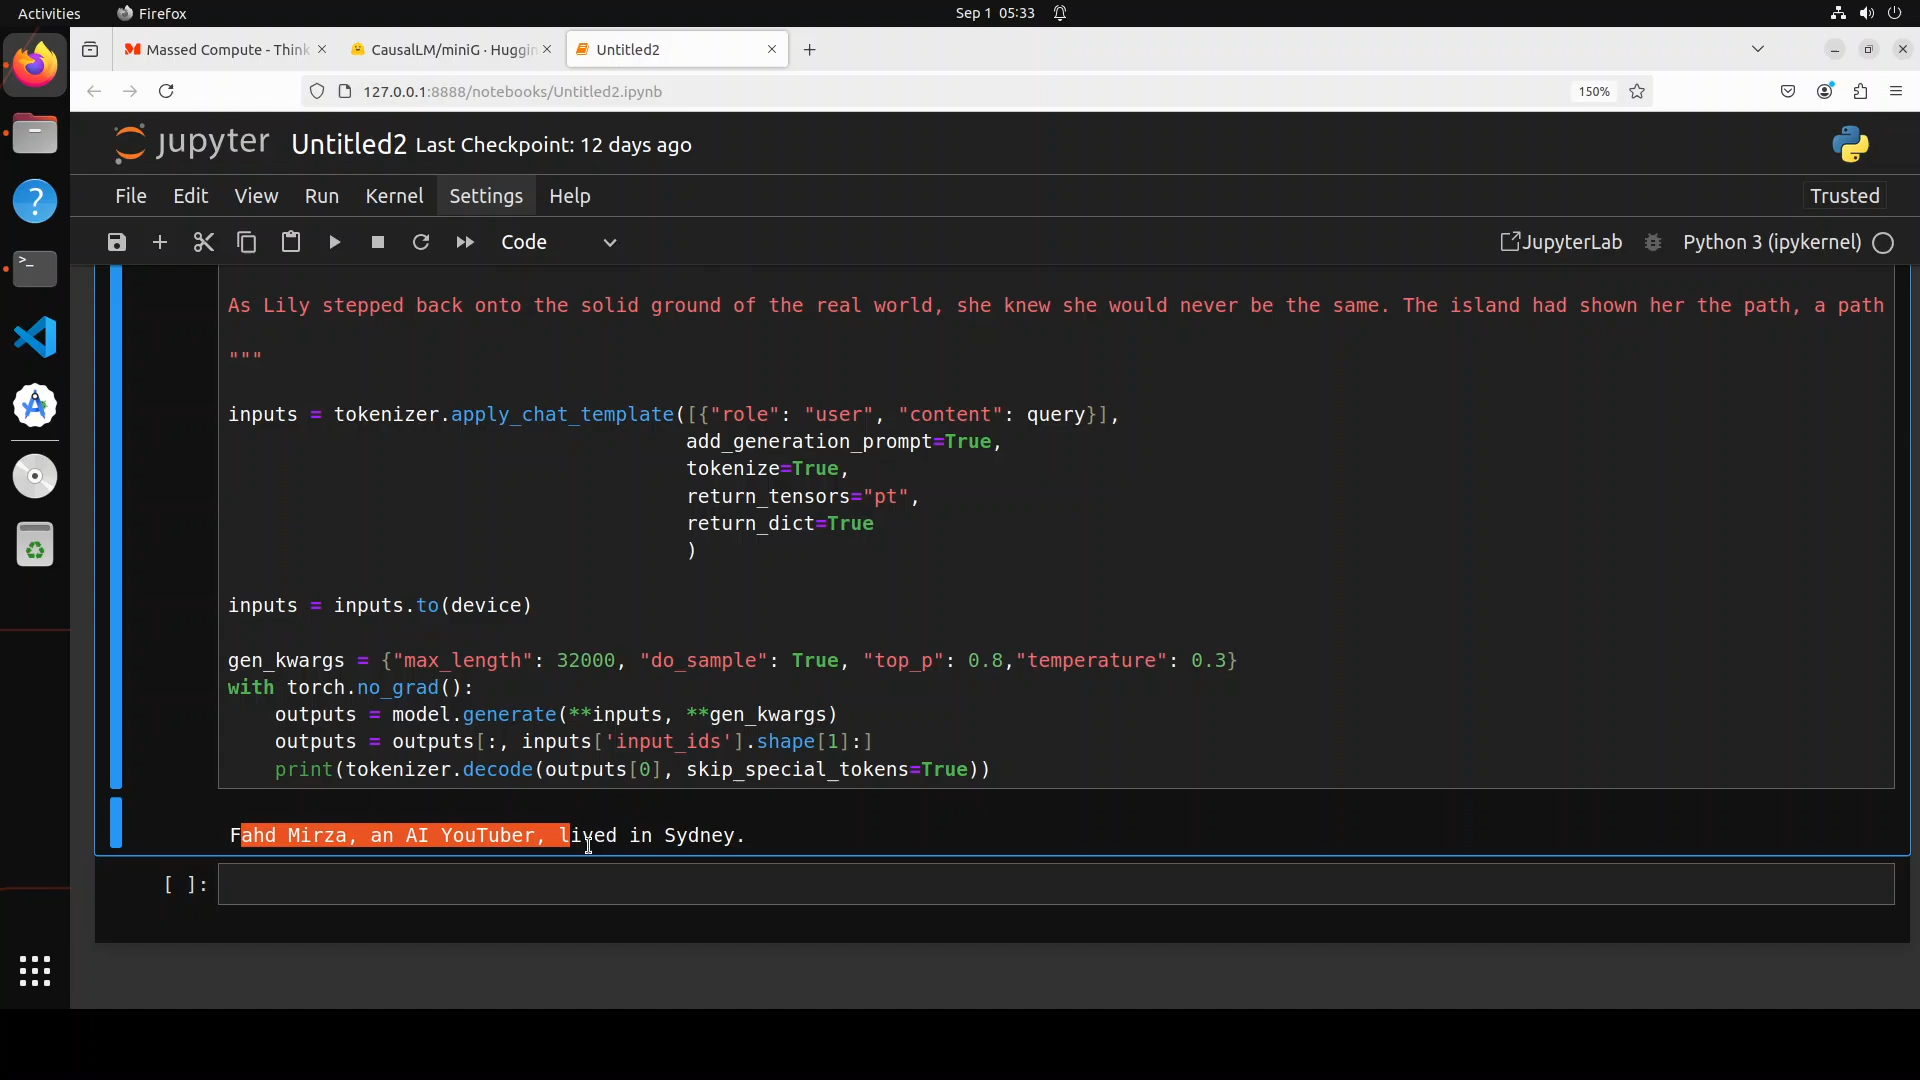 Activities Firefox Sep 1 05:33
Massed Compute - Think CausalLM/miniG · Huggin Untitled2
127.0.0.1:8888/notebooks/Untitled2.ipynb 150%
jupyter Untitled2 Last Checkpoint: 12 days ago
File Edit View Run Kernel Settings Help Trusted
Code JupyterLab Python 3 (ipykernel)
As Lily stepped back onto the solid ground of the real world, she knew she would never be the same. The island had shown her the path, a path
"""
inputs = tokenizer.apply_chat_template([{"role": "user", "content": query}],
add_generation_prompt=True,
tokenize=True,
return_tensors="pt",
return_dict=True
)
inputs = inputs.to(device)
gen_kwargs = {"max_length": 32000, "do_sample": True, "top_p": 0.8,"temperature": 0.3}
with torch.no_grad():
outputs = model.generate(**inputs, **gen_kwargs)
outputs = outputs[:, inputs['input_ids'].shape[1]:]
print(tokenizer.decode(outputs[0], skip_special_tokens=True))
Fahd Mirza, an AI YouTuber, lived in Sydney.
[ ]: